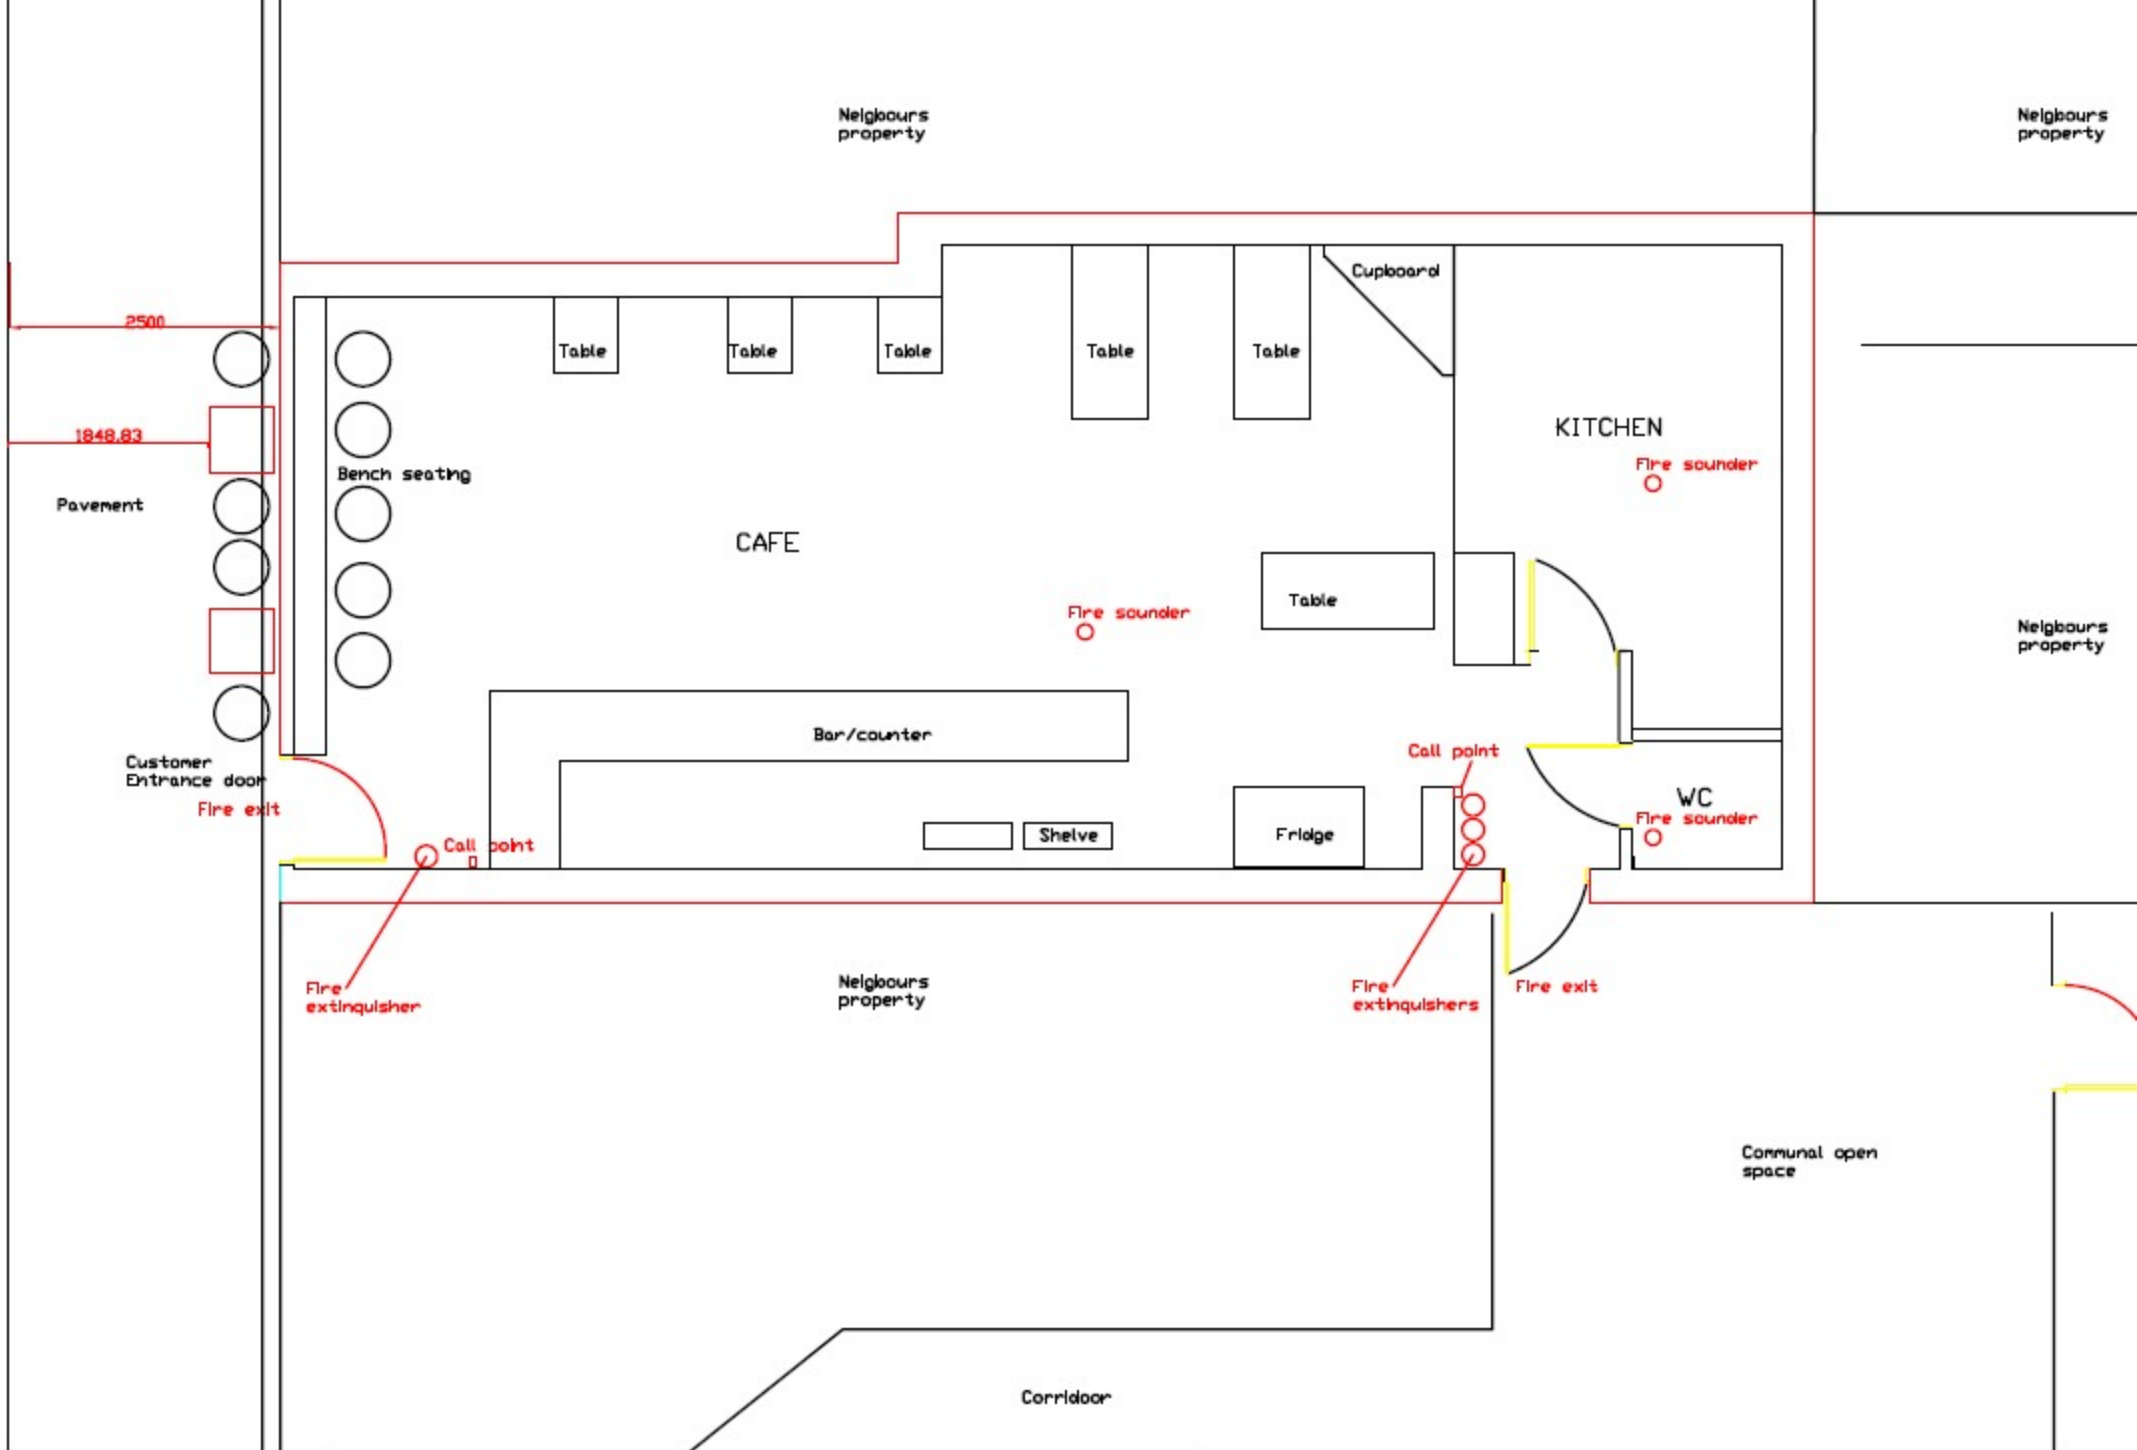 Neigbours
property
Neigbours
property
Cupboard
2500
Table
Table
Table
Table
Table
KITCHEN
1848,83
Fire sounder
Bench seating
Pavement
CAFE
Table
Fire sounder
Neigbours
property
Bar/counter
Call point
Customer
Entrance door
Fire exit
WC
Fire sounder
Shelve
Fridge
Call point
Fire
extinquisher
Neigbours
property
Fire
extinquishers
Fire exit
Communal open
space
Corridoor